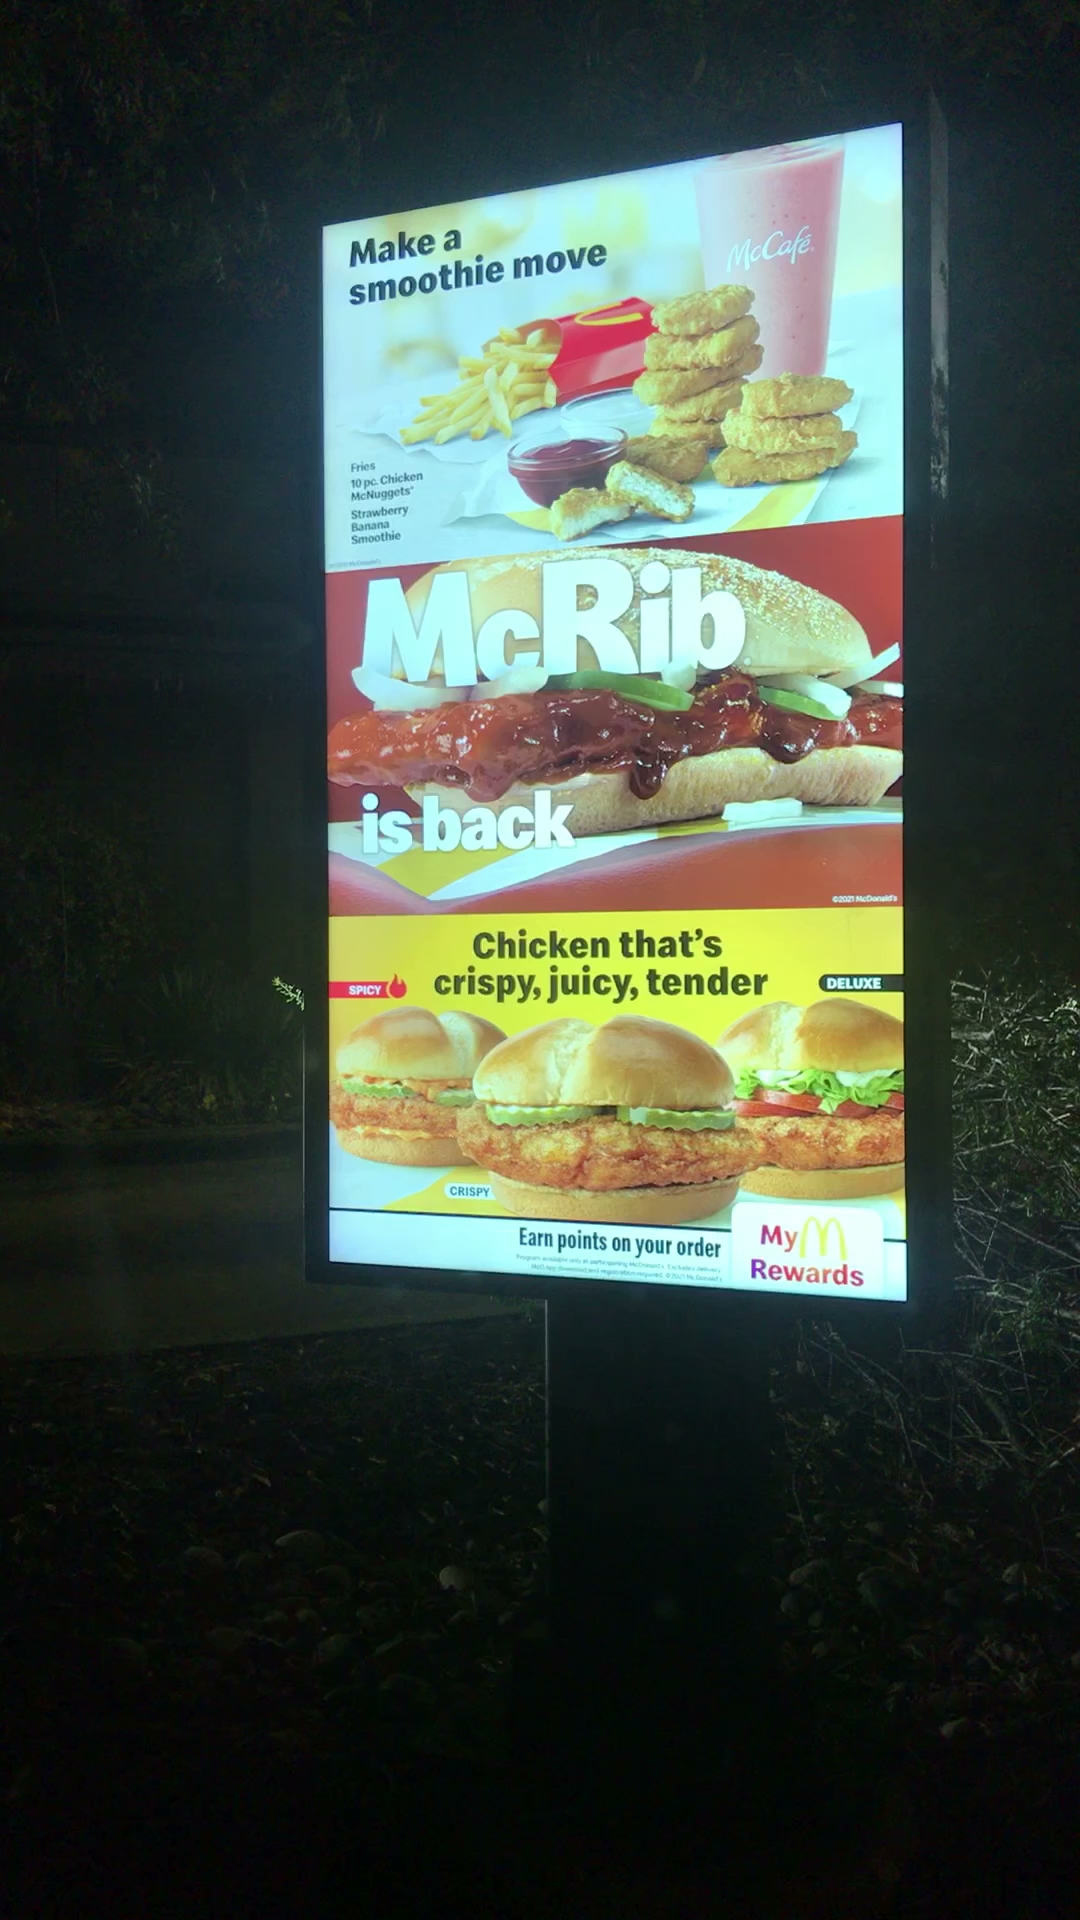 Make a
smoothie move
McCafé
Fries
10 pc. Chicken
McNuggets®
Strawberry
Banana
Smoothie
McRib
is back
©2021 McDonald's
Chicken that's
crispy, juicy, tender
SPICY
DELUXE
CRISPY
Earn points on your order
My
Rewards